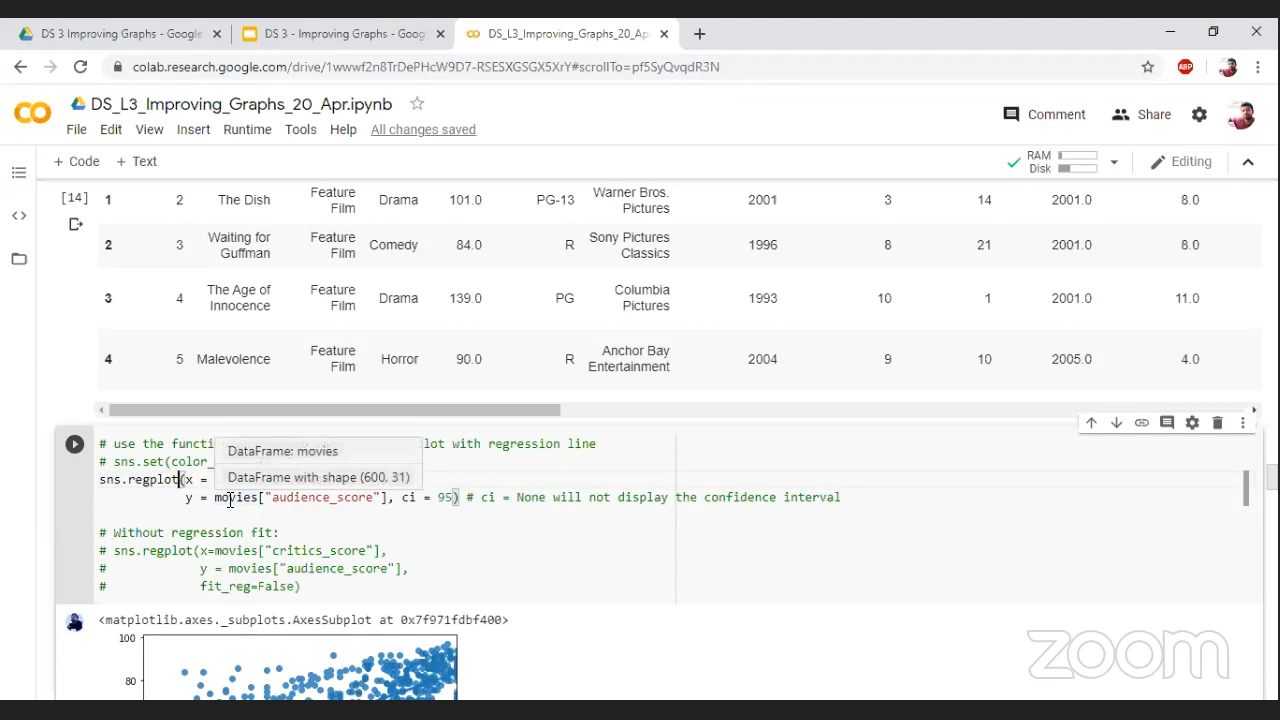 DS 3 Improving Graphs - Google
DS 3 - Improving Graphs - Goog
DS_L3_Improving_Graphs_20_Ap
colab.research.google.com/drive/1wwwf2n8TrDePHcW9D7-RSESXGSGX5XrY#scrollTo=pf5SyQvqdR3N
ABP
CO
DS_L3_Improving_Graphs_20_Apr.ipynb
Comment
Share
File Edit View Insert Runtime Tools Help All changes saved
+ Code + Text
RAM
Disk
Editing
[14]
1 2 The Dish Feature Film Drama 101.0 PG-13 Warner Bros. Pictures 2001 3 14 2001.0 8.0
2 3 Waiting for Guffman Feature Film Comedy 84.0 R Sony Pictures Classics 1996 8 21 2001.0 8.0
3 4 The Age of Innocence Feature Film Drama 139.0 PG Columbia Pictures 1993 10 1 2001.0 11.0
4 5 Malevolence Feature Film Horror 90.0 R Anchor Bay Entertainment 2004 9 10 2005.0 4.0
# use the functi
DataFrame: movies
lot with regression line
# sns.set(color_
DataFrame with shape (600, 31)
sns.regplot(x =
y = movies["audience_score"], ci = 95) # ci = None will not display the confidence interval
# Without regression fit:
# sns.regplot(x=movies["critics_score"],
# y = movies["audience_score"],
# fit_reg=False)
<matplotlib.axes._subplots.AxesSubplot at 0x7f971fdbf400>
100
80
zoom